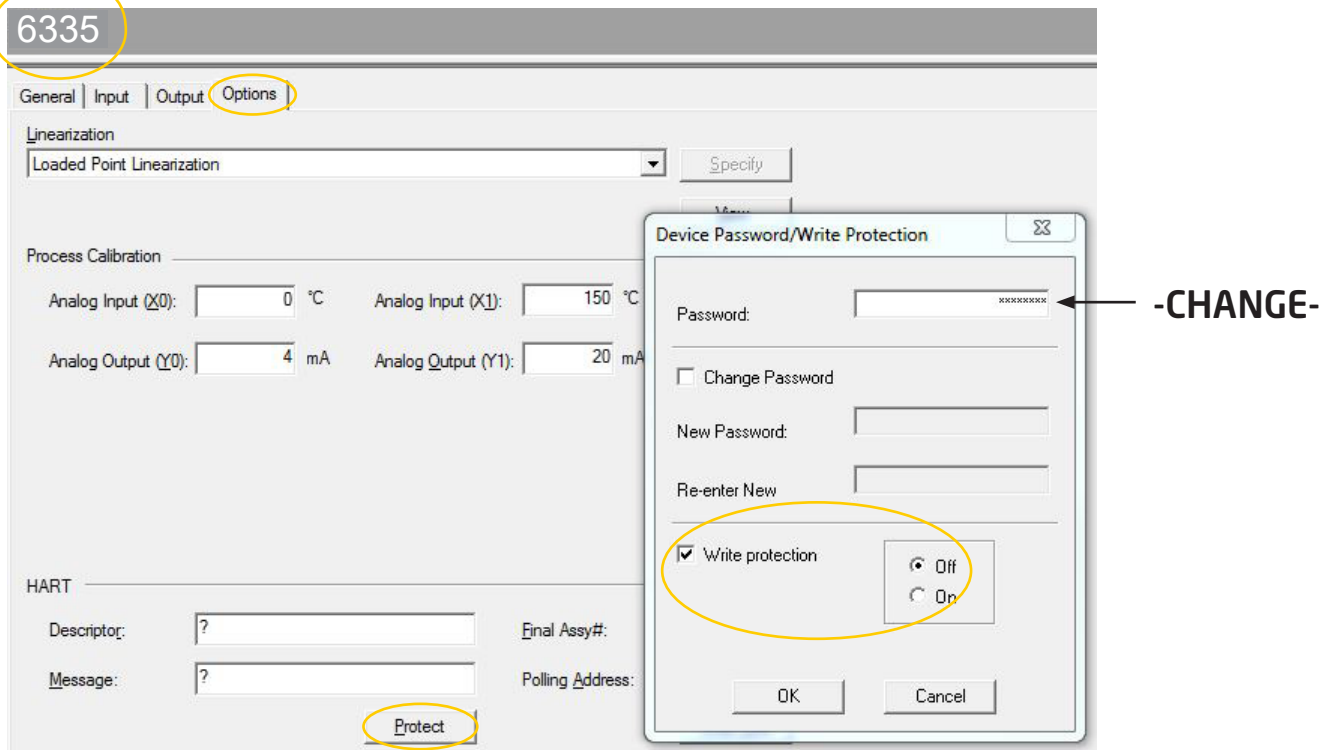 6335
General Input Output Options
Linearization
Loaded Point Linearization Specify
Device Password/Write Protection
Process Calibration
Analog Input (X0): 0 °C Analog Input (X1): 150 °C
Password: ******** -CHANGE-
Analog Output (Y0): 4 mA Analog Output (Y1): 20 mA
Change Password
New Password:
Re-enter New
Write protection Off
On
HART
Descriptor: ? Final Assy#:
Message: ? Polling Address:
OK Cancel
Protect